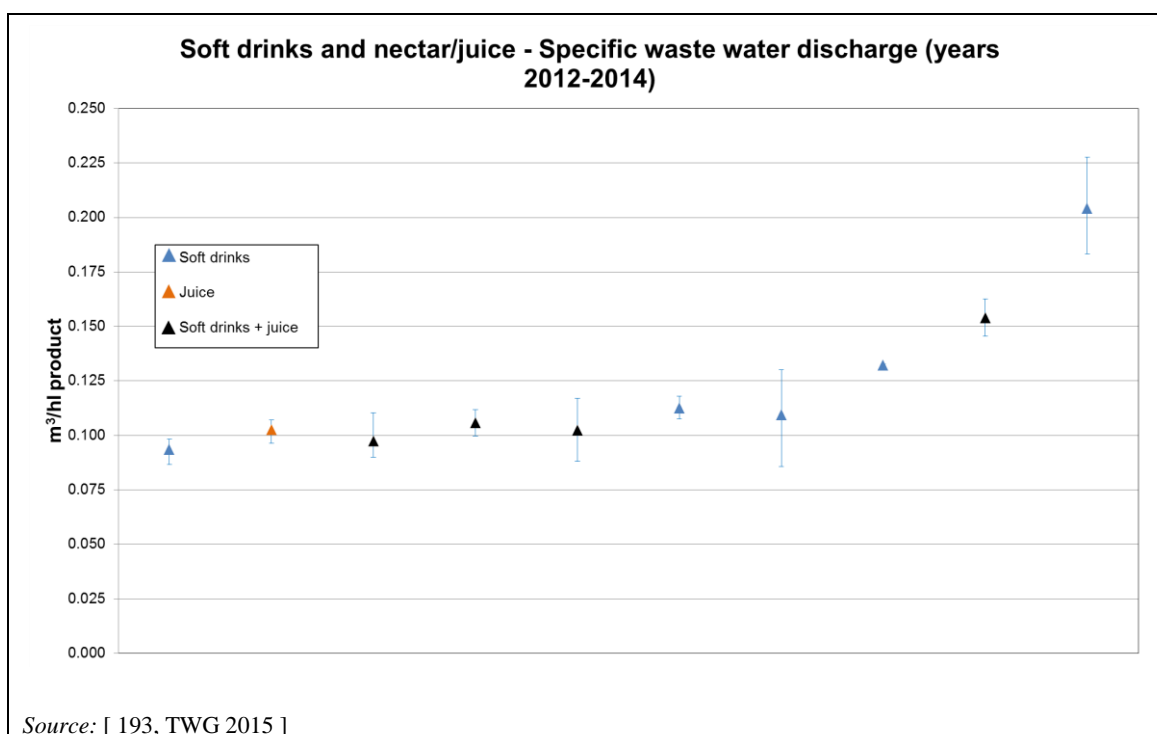 Soft drinks and nectar/juice - Specific waste water discharge (years
2012-2014)
0.250
0.225
0.200
0.175
0.150
0.125
0.100
0.075
0.050
0.025
0.000
m³/hl product
Soft drinks
Juice
Soft drinks + juice
Source: [ 193, TWG 2015 ]